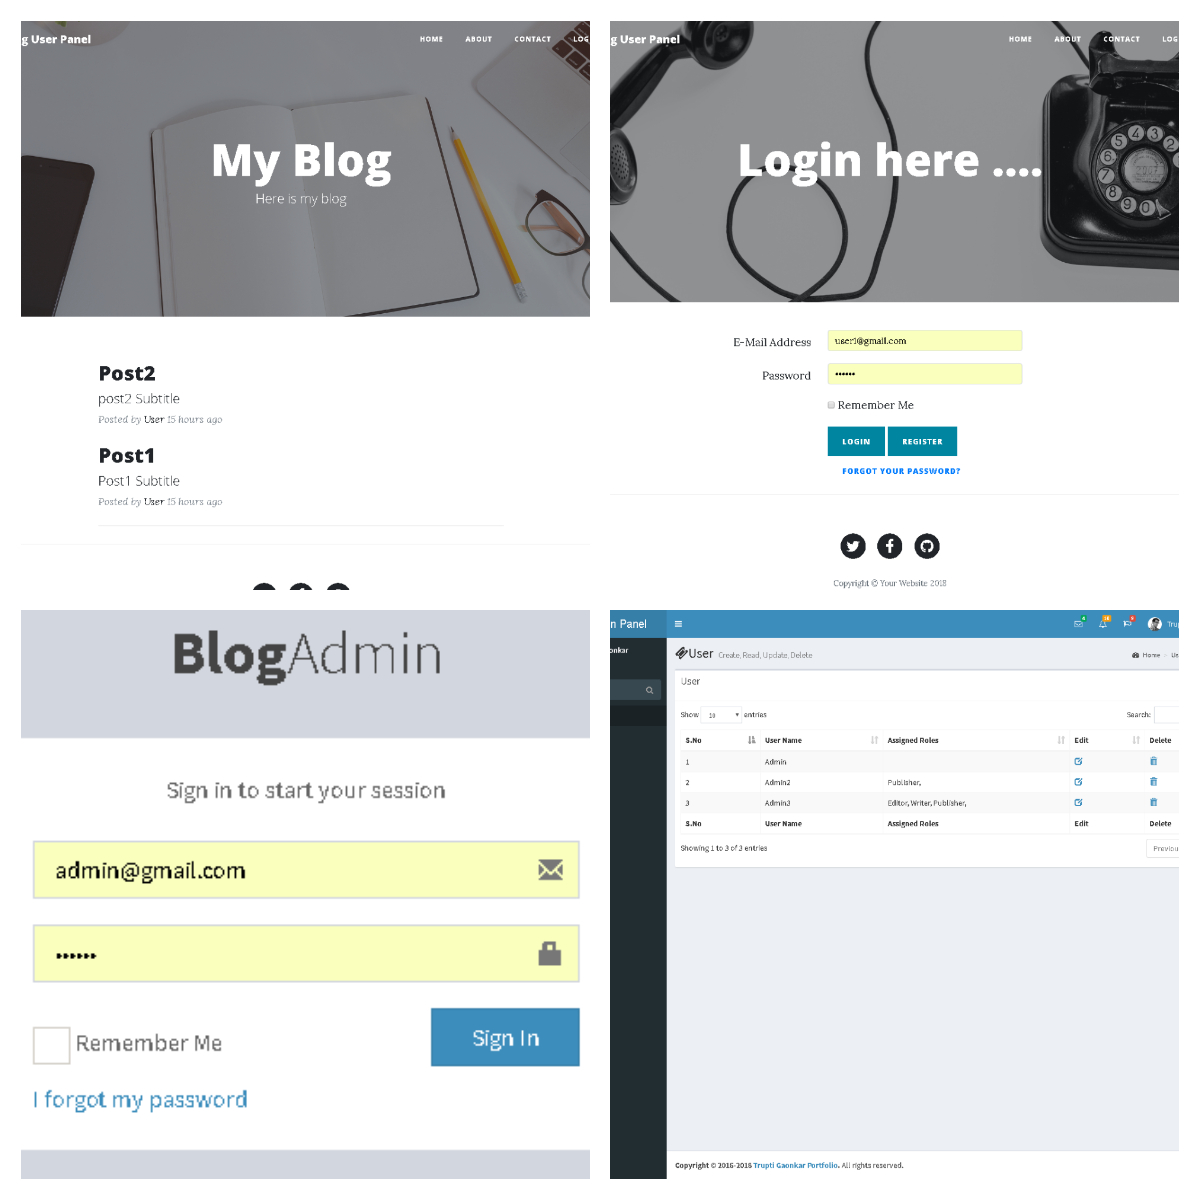 g User Panel
HOME ABOUT CONTACT LOG
My Blog
Here is my blog
Post2
post2 Subtitle
Posted by User 15 hours ago
Post1
Post1 Subtitle
Posted by User 15 hours ago
g User Panel
HOME ABOUT CONTACT LOG
Login here ....
E-Mail Address user1@gmail.com
Password ••••••
Remember Me
LOGIN REGISTER
FORGOT YOUR PASSWORD?
Copyright © Your Website 2018
BlogAdmin
Sign in to start your session
admin@gmail.com
••••••
Remember Me
Sign In
I forgot my password
n Panel
Trup
onkar
User Create, Read, Update, Delete
Home Us
User
Show 10 entries
Search:
S.No User Name Assigned Roles Edit Delete
1 Admin
2 Admin2 Publisher,
3 Admin3 Editor, Writer, Publisher,
S.No User Name Assigned Roles Edit Delete
Showing 1 to 3 of 3 entries
Previou
Copyright © 2016-2018 Trupti Gaonkar Portfolio. All rights reserved.